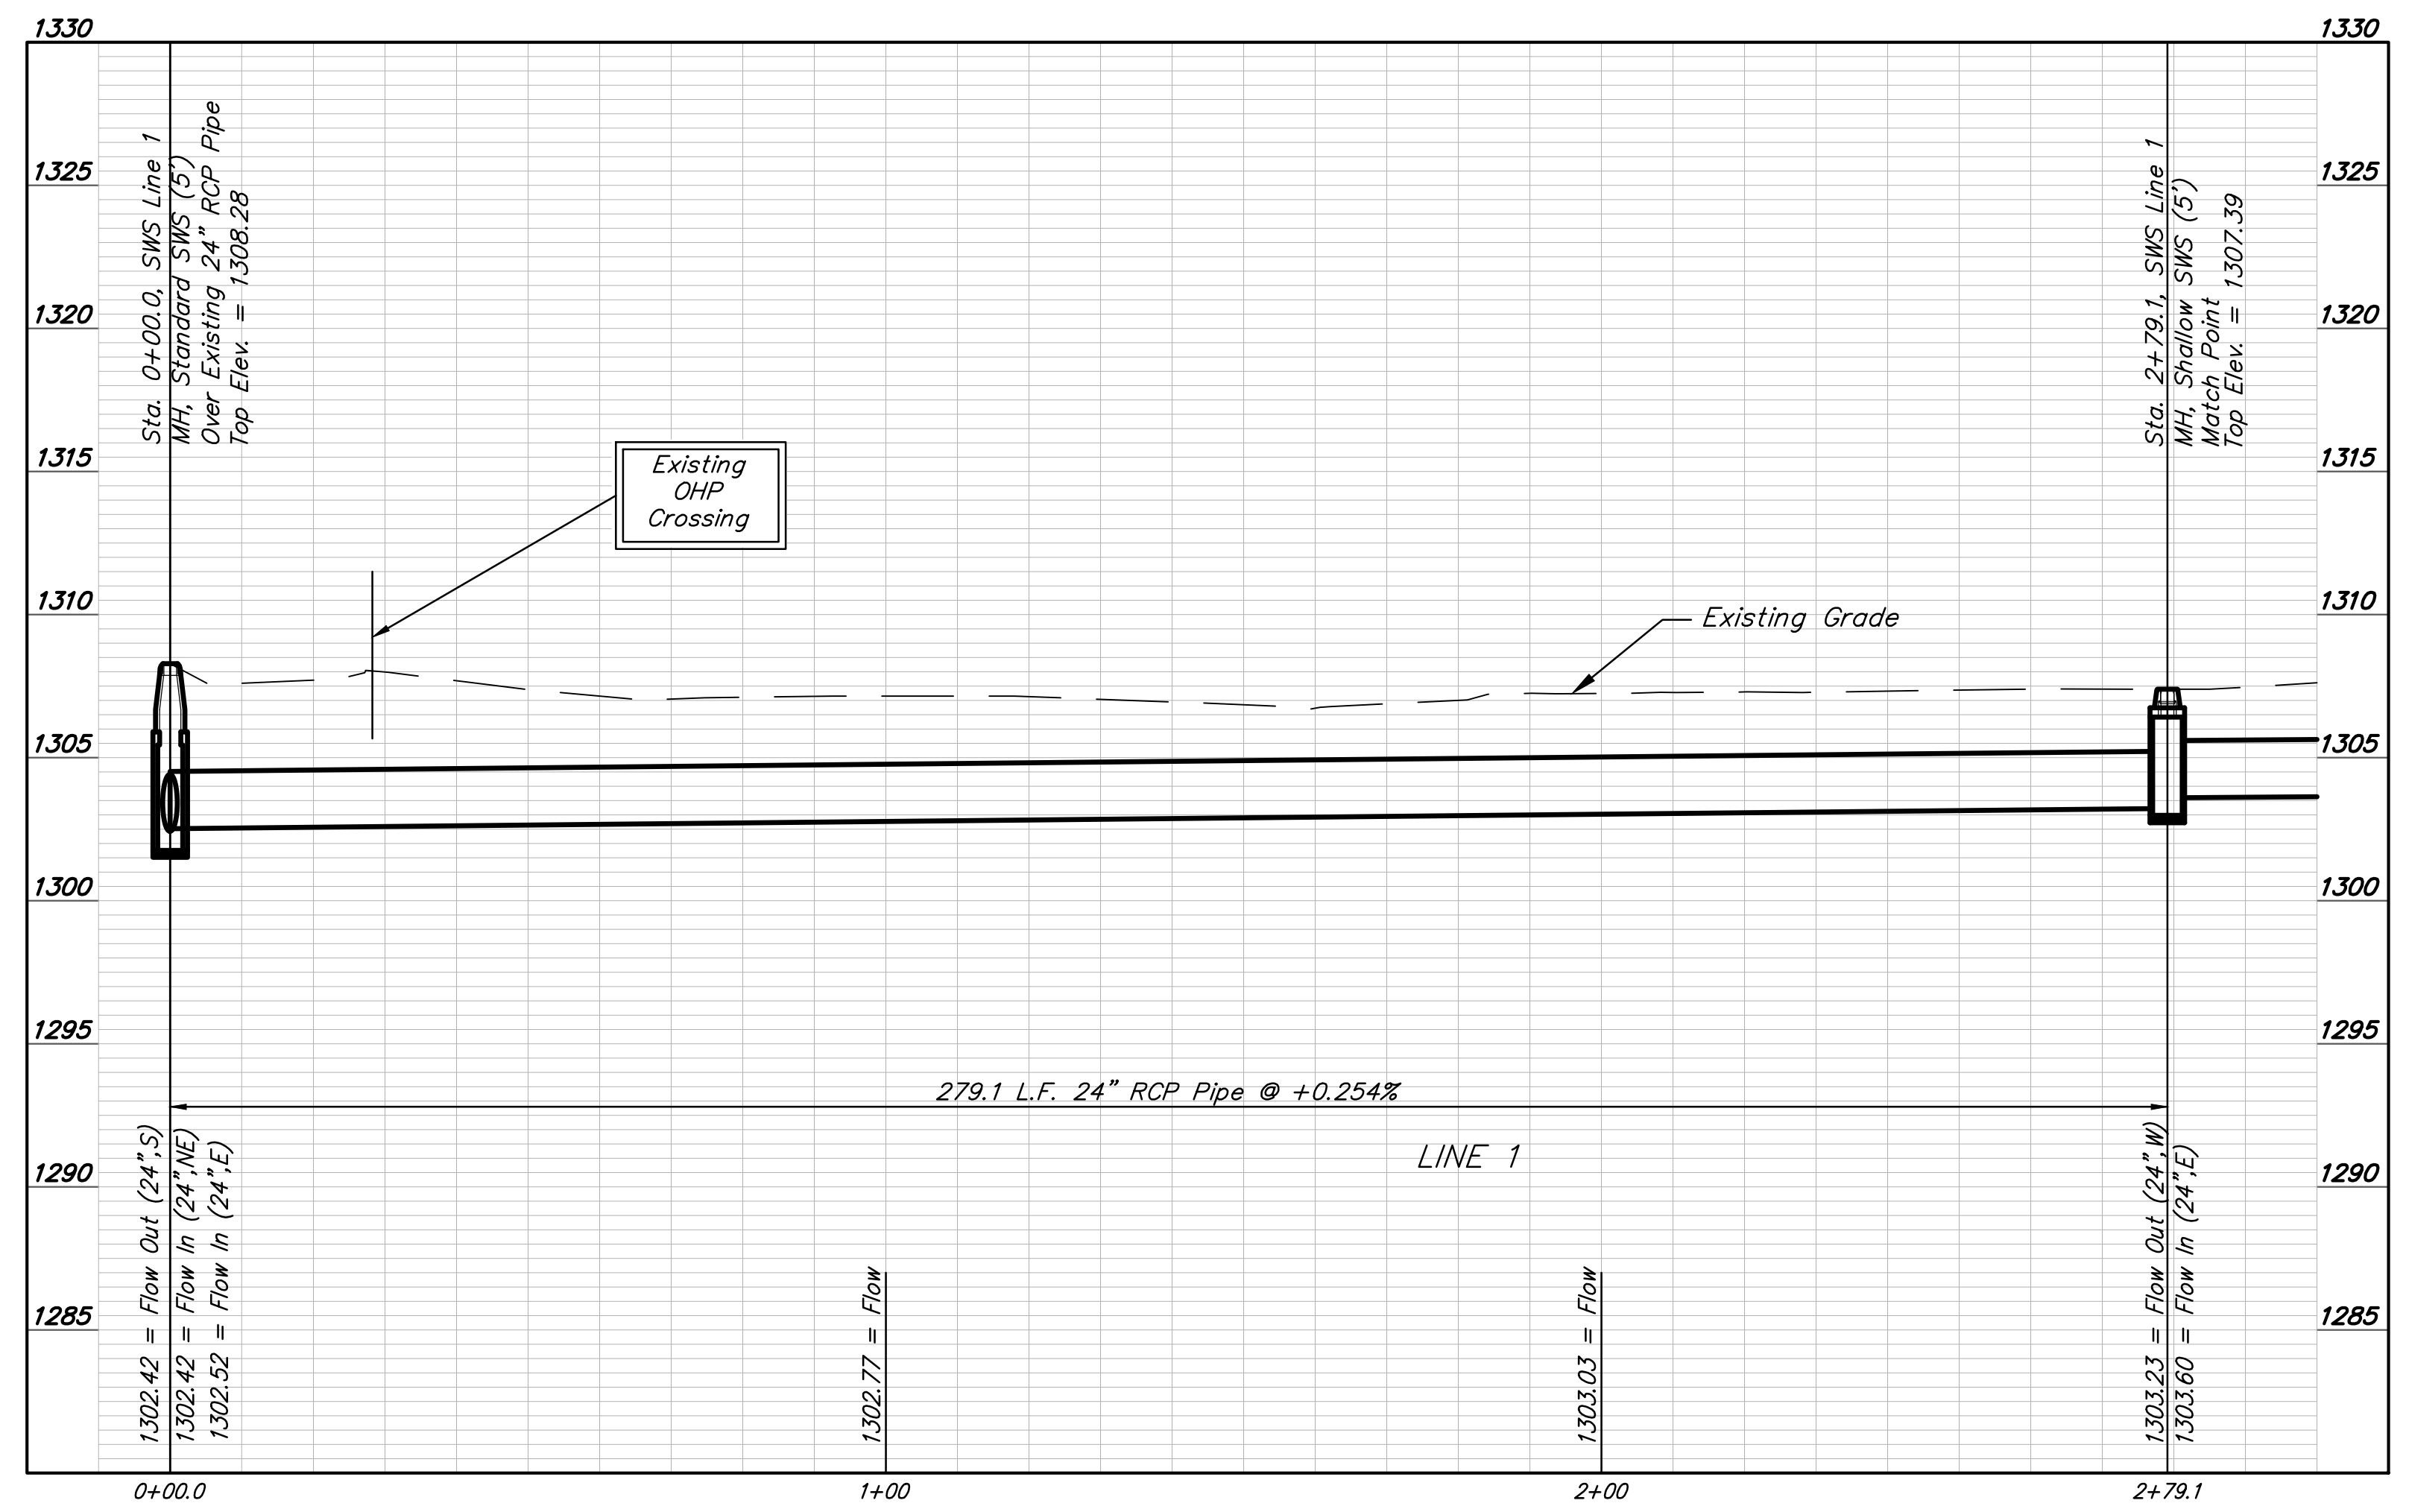 1330
1330
1325
1325
1320
1320
1315
1315
1310
1310
1305
1305
1300
1300
1295
1295
1290
1290
1285
1285
Sta. 0+00.0, SWS Line 1
MH, Standard SWS (5')
Over Existing 24" RCP Pipe
Top Elev. = 1308.28
Sta. 2+79.1, SWS Line 1
MH, Shallow SWS (5')
Match Point
Top Elev. = 1307.39
Existing
OHP
Crossing
Existing Grade
279.1 L.F. 24" RCP Pipe @ +0.254%
LINE 1
1302.42 = Flow Out (24",S)
1302.42 = Flow In (24",NE)
1302.52 = Flow In (24",E)
1302.77 = Flow
1303.03 = Flow
1303.23 = Flow Out (24",W)
1303.60 = Flow In (24",E)
0+00.0
1+00
2+00
2+79.1